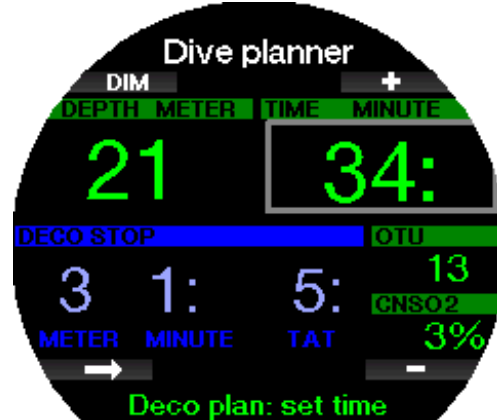 Dive planner
DIM +
DEPTH METER TIME MINUTE
21 34:
DECO STOP OTU
3 1: 5: 13
CNSO2
METER MINUTE TAT 3%
→ -
Deco plan: set time